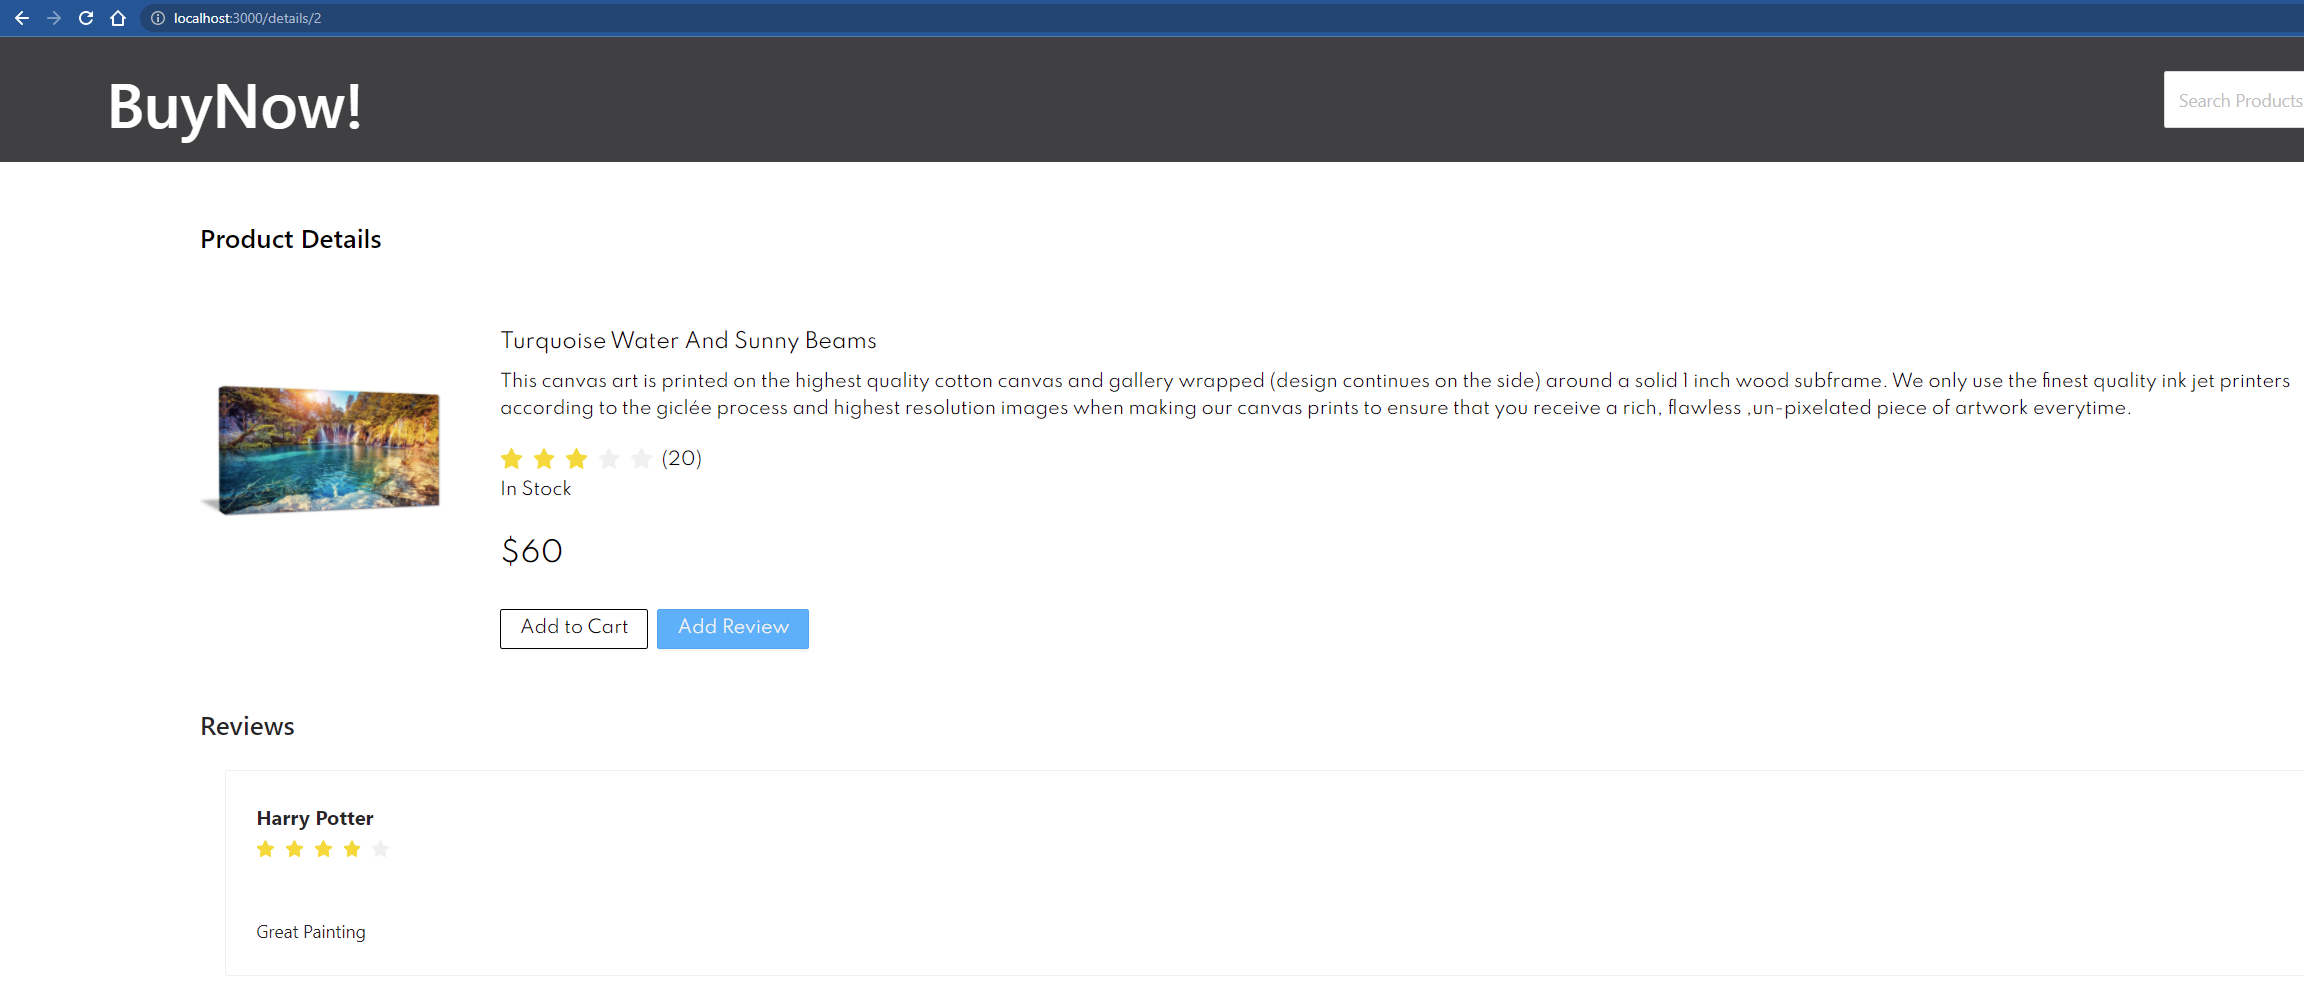 localhost:3000/details/2
BuyNow!
Search Products
Product Details
Turquoise Water And Sunny Beams
This canvas art is printed on the highest quality cotton canvas and gallery wrapped (design continues on the side) around a solid 1 inch wood subframe. We only use the finest quality ink jet printers
according to the giclée process and highest resolution images when making our canvas prints to ensure that you receive a rich, flawless ,un-pixelated piece of artwork everytime.
(20)
In Stock
$60
Add to Cart Add Review
Reviews
Harry Potter
Great Painting